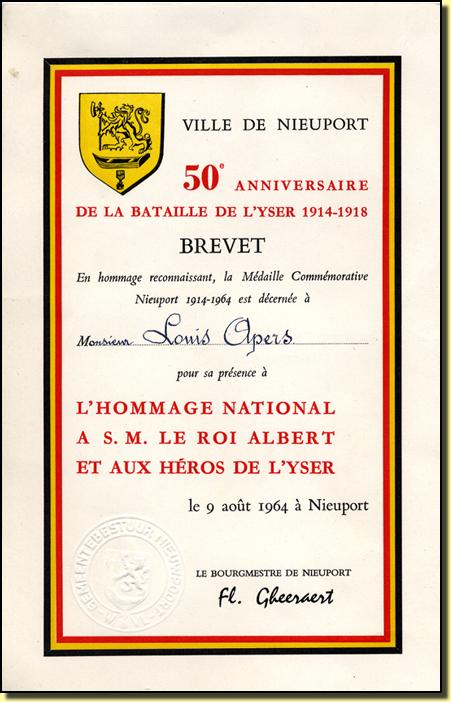 VILLE DE NIEUPORT
50e ANNIVERSAIRE
DE LA BATAILLE DE L'YSER 1914-1918
BREVET
En hommage reconnaissant, la Médaille Commémorative
Nieuport 1914-1964 est décernée à
Monsieur Louis Apers
pour sa présence à
L'HOMMAGE NATIONAL
A S. M. LE ROI ALBERT
ET AUX HÉROS DE L'YSER
le 9 août 1964 à Nieuport
GEMEENTEBESTUUR NIEUWPOORT
W-VL
LE BOURGMESTRE DE NIEUPORT
Fl. Gheeraert